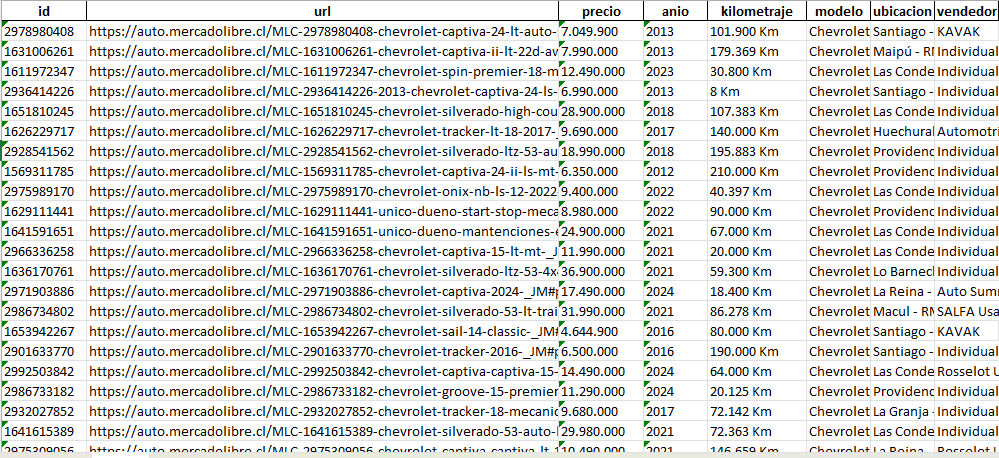 id url precio anio kilometraje modelo ubicacion vendedor
2978980408 https://auto.mercadolibre.cl/MLC-2978980408-chevrolet-captiva-24-lt-auto- 7.049.900 2013 101.900 Km Chevrolet Santiago - KAVAK
1631006261 https://auto.mercadolibre.cl/MLC-1631006261-chevrolet-captiva-ii-lt-22d-av 7.990.000 2013 179.369 Km Chevrolet Maipú - RM Individual
1611972347 https://auto.mercadolibre.cl/MLC-1611972347-chevrolet-spin-premier-18-m 12.490.000 2023 30.800 Km Chevrolet Las Conde Individual
2936414226 https://auto.mercadolibre.cl/MLC-2936414226-2013-chevrolet-captiva-24-ls- 6.990.000 2013 8 Km Chevrolet Santiago - Individual
1651810245 https://auto.mercadolibre.cl/MLC-1651810245-chevrolet-silverado-high-cou 28.900.000 2018 107.383 Km Chevrolet Las Conde Individual
1626229717 https://auto.mercadolibre.cl/MLC-1626229717-chevrolet-tracker-lt-18-2017- 9.690.000 2017 140.000 Km Chevrolet Huechural Automotri
2928541562 https://auto.mercadolibre.cl/MLC-2928541562-chevrolet-silverado-ltz-53-au 18.990.000 2018 195.883 Km Chevrolet Providenc Individual
1569311785 https://auto.mercadolibre.cl/MLC-1569311785-chevrolet-captiva-24-ii-ls-mt- 6.350.000 2012 210.000 Km Chevrolet Providenc Individual
2975989170 https://auto.mercadolibre.cl/MLC-2975989170-chevrolet-onix-nb-ls-12-2022 9.400.000 2022 40.397 Km Chevrolet Las Conde Individual
1629111441 https://auto.mercadolibre.cl/MLC-1629111441-unico-dueno-start-stop-meca 8.980.000 2022 90.000 Km Chevrolet Providenc Individual
1641591651 https://auto.mercadolibre.cl/MLC-1641591651-unico-dueno-mantenciones-e 24.900.000 2021 67.000 Km Chevrolet Las Conde Individual
2966336258 https://auto.mercadolibre.cl/MLC-2966336258-chevrolet-captiva-15-lt-mt-_J 11.990.000 2021 20.000 Km Chevrolet Las Conde Individual
1636170761 https://auto.mercadolibre.cl/MLC-1636170761-chevrolet-silverado-ltz-53-4x 36.900.000 2021 59.300 Km Chevrolet Lo Barnech Individual
2971903886 https://auto.mercadolibre.cl/MLC-2971903886-chevrolet-captiva-2024-_JM#p 17.490.000 2024 18.400 Km Chevrolet La Reina - Auto Sum
2986734802 https://auto.mercadolibre.cl/MLC-2986734802-chevrolet-silverado-53-lt-trai 31.990.000 2021 86.278 Km Chevrolet Macul - RM SALFA Usa
1653942267 https://auto.mercadolibre.cl/MLC-1653942267-chevrolet-sail-14-classic-_JM# 4.644.900 2016 80.000 Km Chevrolet Santiago - KAVAK
2901633770 https://auto.mercadolibre.cl/MLC-2901633770-chevrolet-tracker-2016-_JM#p 6.500.000 2016 190.000 Km Chevrolet Santiago - Individual
2992503842 https://auto.mercadolibre.cl/MLC-2992503842-chevrolet-captiva-captiva-15- 14.490.000 2024 64.000 Km Chevrolet Las Conde Rosselot U
2986733182 https://auto.mercadolibre.cl/MLC-2986733182-chevrolet-groove-15-premier 11.290.000 2024 20.125 Km Chevrolet Providenc Individual
2932027852 https://auto.mercadolibre.cl/MLC-2932027852-chevrolet-tracker-18-mecanic 9.680.000 2017 72.142 Km Chevrolet La Granja - Individual
1641615389 https://auto.mercadolibre.cl/MLC-1641615389-chevrolet-silverado-53-auto-l 29.980.000 2021 72.363 Km Chevrolet Las Conde Individual
2975309056 https://auto.mercadolibre.cl/MLC-2975309056-chevrolet-captiva-captiva-lt-1 10.490.000 2021 146.659 Km Chevrolet La Reina - Rosselot U